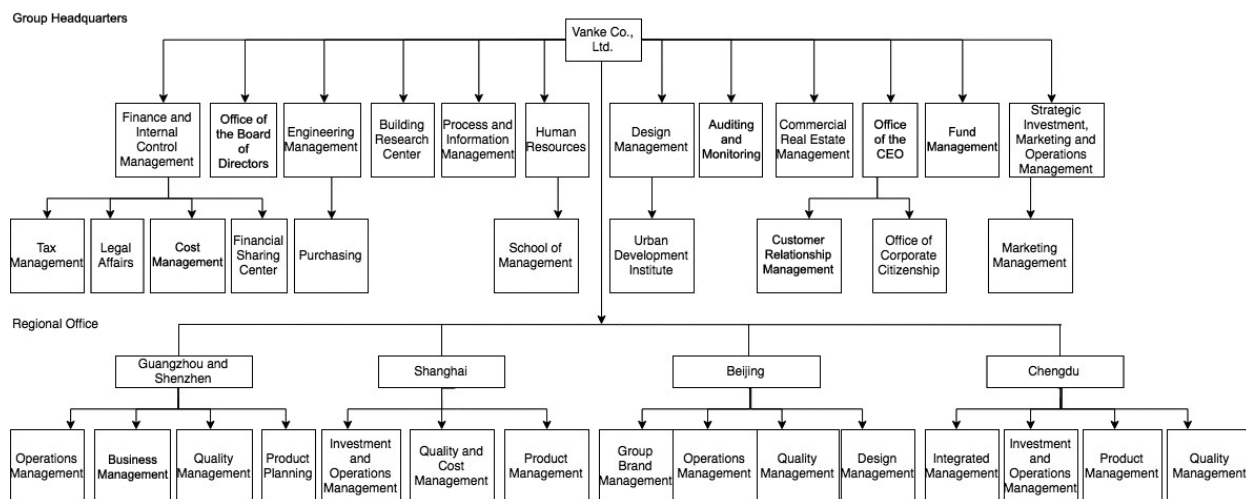 Group Headquarters
Vanke Co.,
Ltd.
Finance and
Internal
Control
Management
Office of
the Board
of
Directors
Engineering
Management
Building
Research
Center
Process and
Information
Management
Human
Resources
Design
Management
Auditing
and
Monitoring
Commercial
Real Estate
Management
Office
of the
CEO
Fund
Management
Strategic
Investment,
Marketing and
Operations
Management
Tax
Management
Legal
Affairs
Cost
Management
Financial
Sharing
Center
Purchasing
School of
Management
Urban
Development
Institute
Customer
Relationship
Management
Office of
Corporate
Citizenship
Marketing
Management
Regional Office
Guangzhou and
Shenzhen
Shanghai
Beijing
Chengdu
Operations
Management
Business
Management
Quality
Management
Product
Planning
Investment
and
Operations
Management
Quality and
Cost
Management
Product
Management
Group
Brand
Management
Operations
Management
Quality
Management
Design
Management
Integrated
Management
Investment
and
Operations
Management
Product
Management
Quality
Management